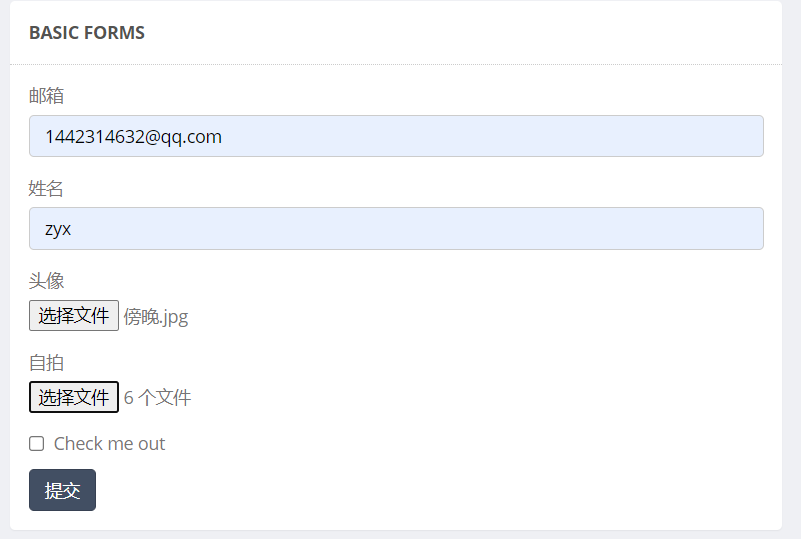 BASIC FORMS
邮箱
1442314632@qq.com
姓名
zyx
头像
选择文件 傍晚.jpg
自拍
选择文件 6 个文件
Check me out
提交